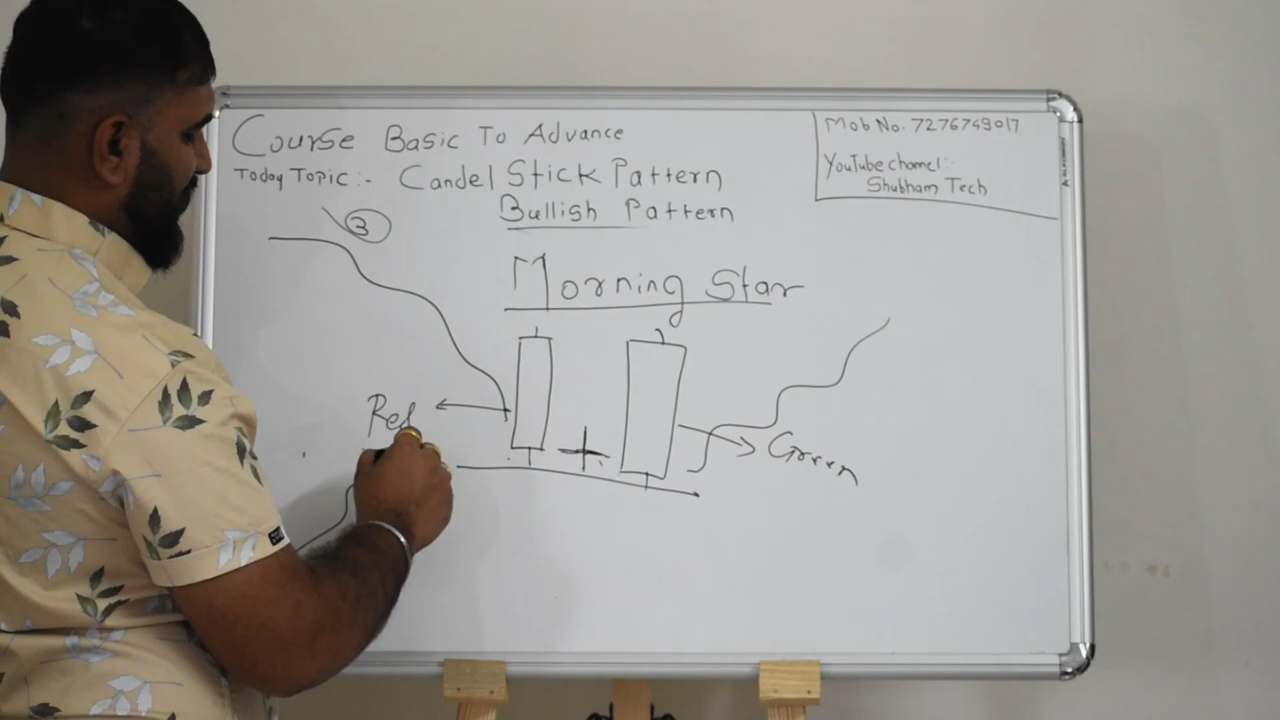 Course Basic To Advance
Today Topic:- Candel Stick Pattern
Bullish Pattern
Mob No. 7276749017
YouTube channel:-
Shubham Tech
3
Morning Star
Red
Green